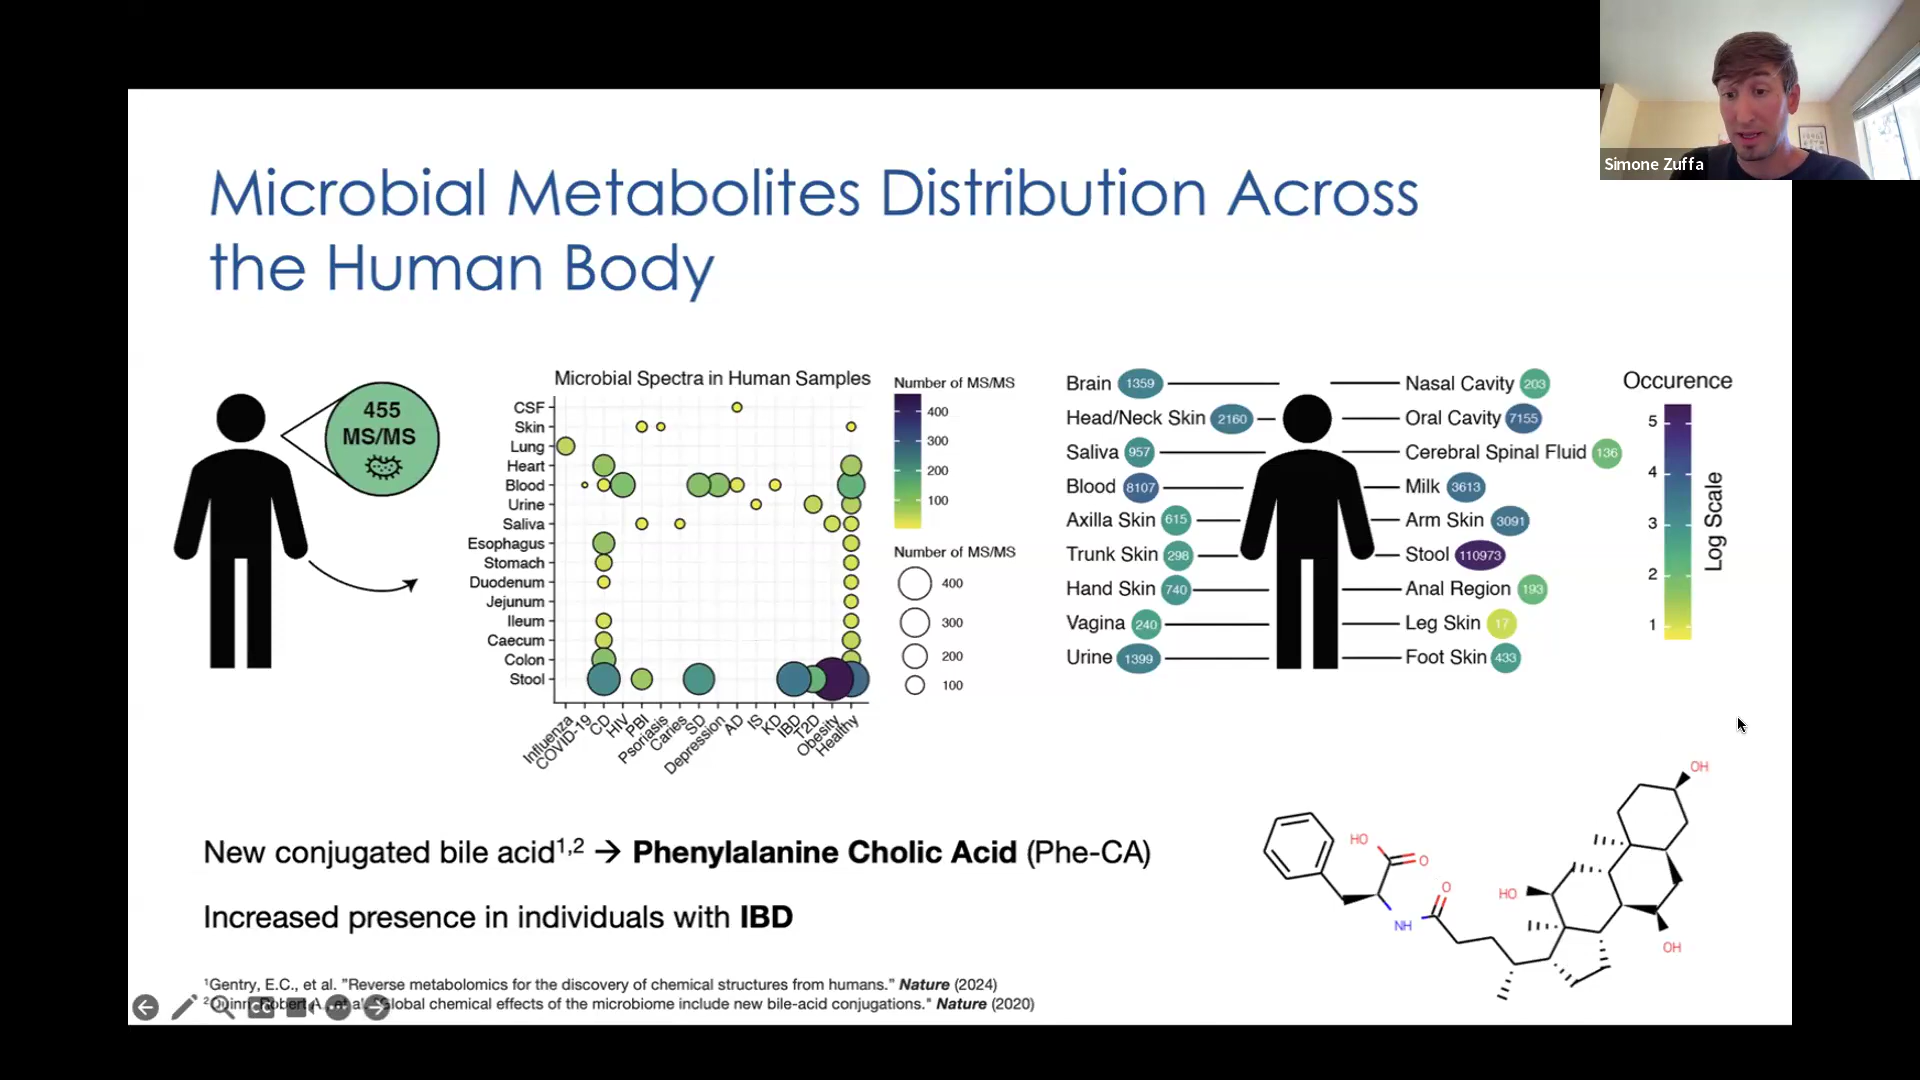 Simone Zuffa
Microbial Metabolites Distribution Across
the Human Body
455
MS/MS
Microbial Spectra in Human Samples
CSF
Skin
Lung
Heart
Blood
Urine
Saliva
Esophagus
Stomach
Duodenum
Jejunum
Ileum
Caecum
Colon
Stool
Influenza
COVID-19
CD
HIV
PBI
Psoriasis
Caries
SD
Depression
AD
IS
KD
IBD
T2D
Obesity
Healthy
Number of MS/MS
400
300
200
100
Number of MS/MS
400
300
200
100
Brain 1359
Head/Neck Skin 2160
Saliva 957
Blood 8107
Axilla Skin 615
Trunk Skin 298
Hand Skin 740
Vagina 240
Urine 1399
Nasal Cavity 203
Oral Cavity 7155
Cerebral Spinal Fluid 136
Milk 3613
Arm Skin 3091
Stool 110973
Anal Region 193
Leg Skin 17
Foot Skin 433
Occurence
5
4
3
2
1
Log Scale
New conjugated bile acid1,2 → Phenylalanine Cholic Acid (Phe-CA)
Increased presence in individuals with IBD
HO
O
O
NH
HO
OH
OH
1Gentry, E.C., et al. "Reverse metabolomics for the discovery of chemical structures from humans." Nature (2024)
2Quinn, Robert A., et al. "Global chemical effects of the microbiome include new bile-acid conjugations." Nature (2020)